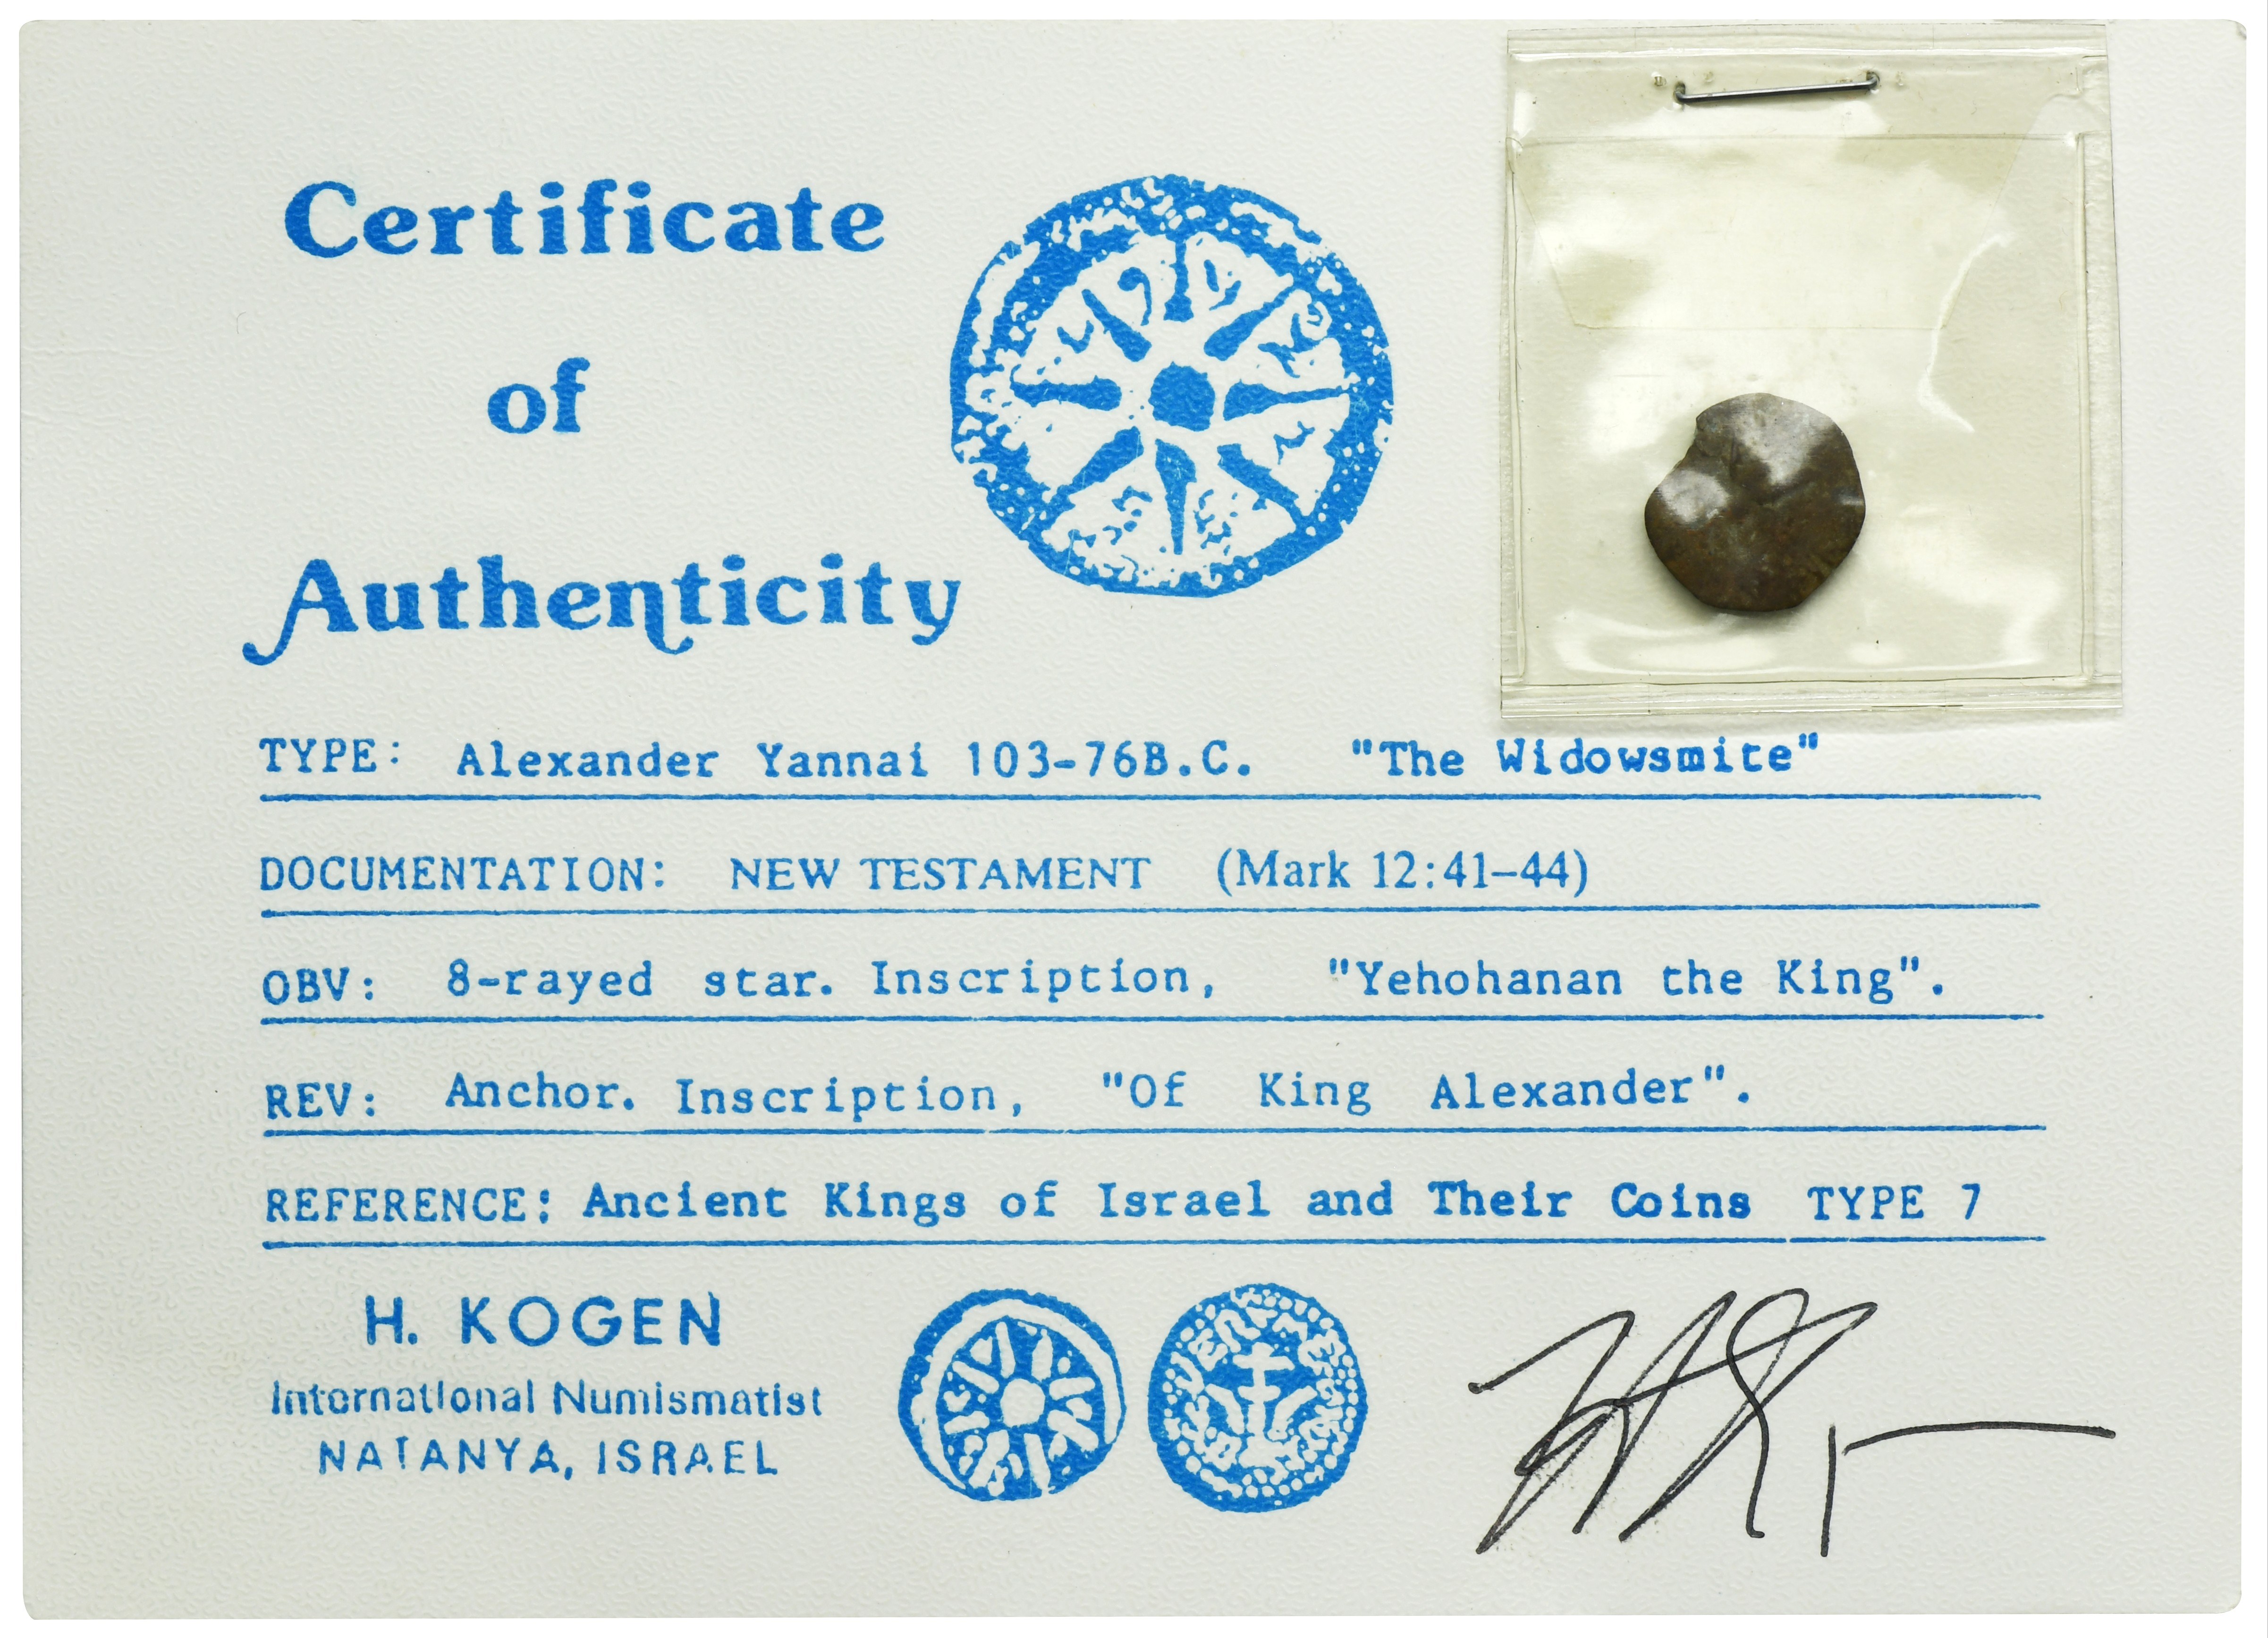 Certificate
of
Authenticity
TYPE: Alexander Yannai 103-76B.C. "The Widowsmite"
DOCUMENTATION: NEW TESTAMENT (Mark 12:41–44)
OBV: 8-rayed star. Inscription, "Yehohanan the King".
REV: Anchor. Inscription, "Of King Alexander".
REFERENCE: Ancient Kings of Israel and Their Coins TYPE 7
H. KOGEN
International Numismatist
NATANYA, ISRAEL